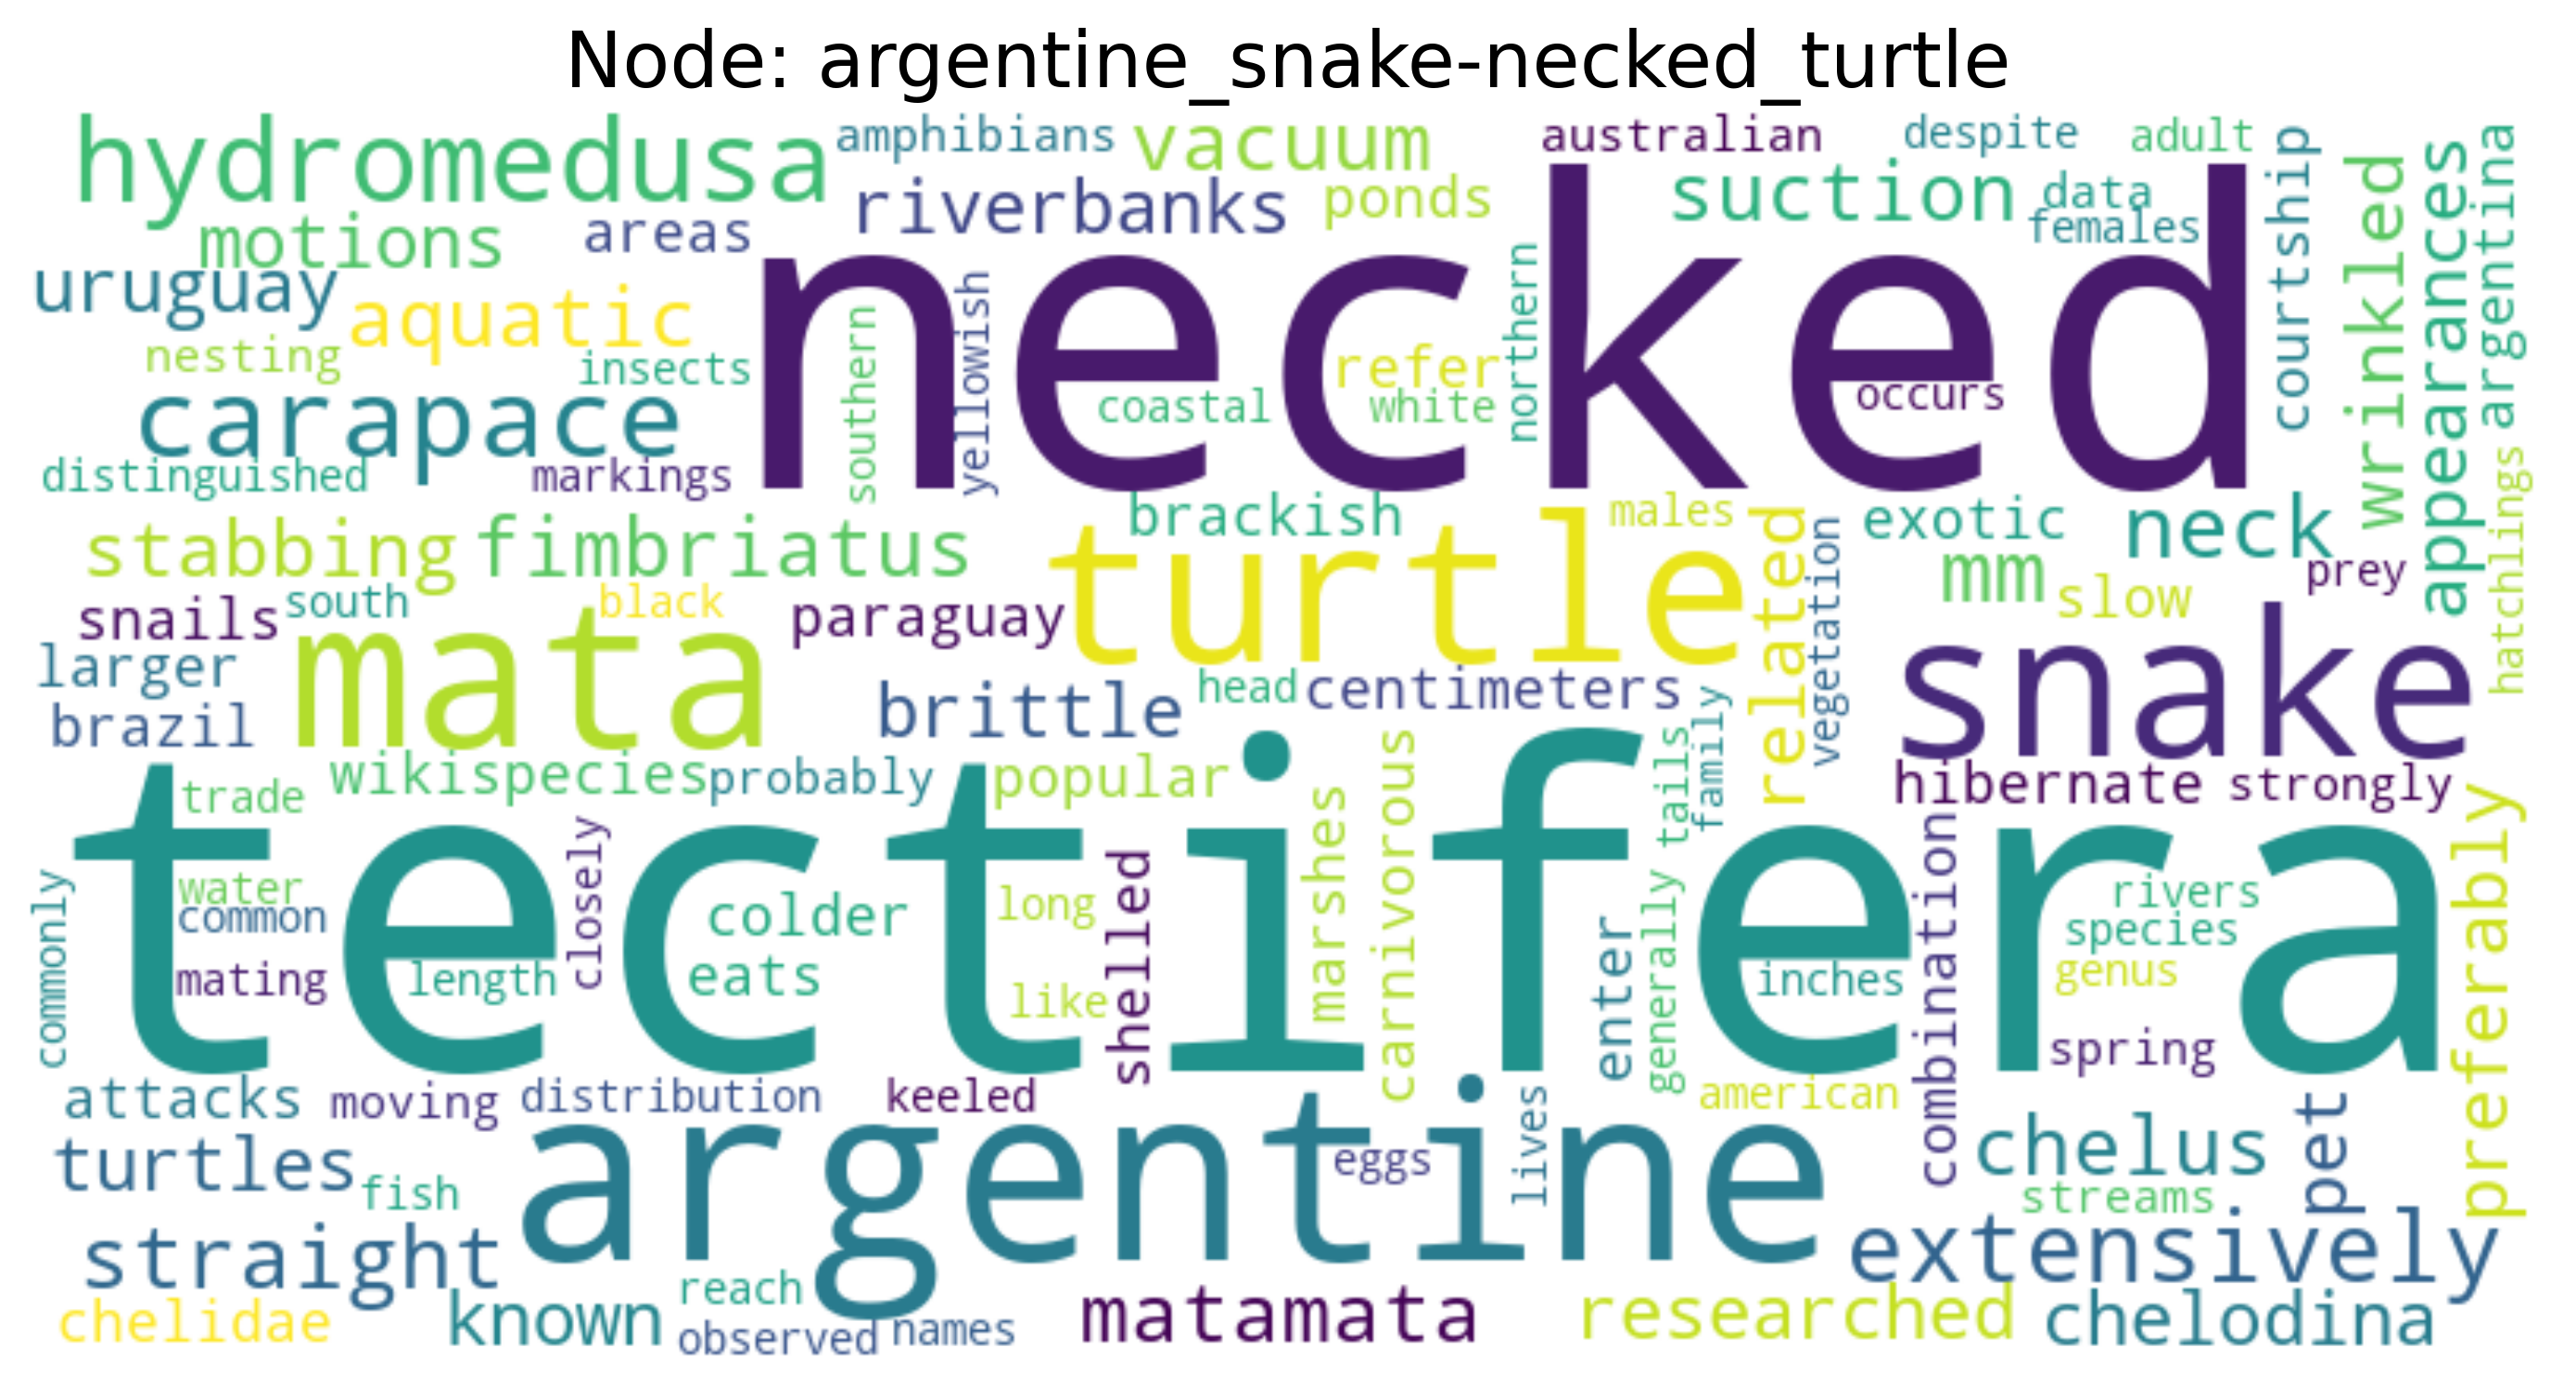 Node: argentine_snake-necked_turtle
hydromedusa amphibians vacuum australian despite adult
motions areas riverbanks ponds suction data females
courtship wrinkled appearances argentina
uruguay aquatic necked northern
nesting insects southern yellowish refer occurs
carapace coastal white
distinguished markings
brackish males exotic neck hatchlings
stabbing fimbriatus turtle related vegetation mm slow prey
snails south black paraguay
larger mata snake
brazil brittle head centimeters
wikispecies probably popular family tails hibernate strongly
trade tectifera
closely marshes carnivorous combination preferably
commonly water colder long shelled rivers
common enter generally species
mating length eats like inches genus
spring
attacks moving distribution keeled american
turtles argentine lives chelus pet
fish eggs streams
straight extensively
reach matamata researched chelodina
chelidae known observed names